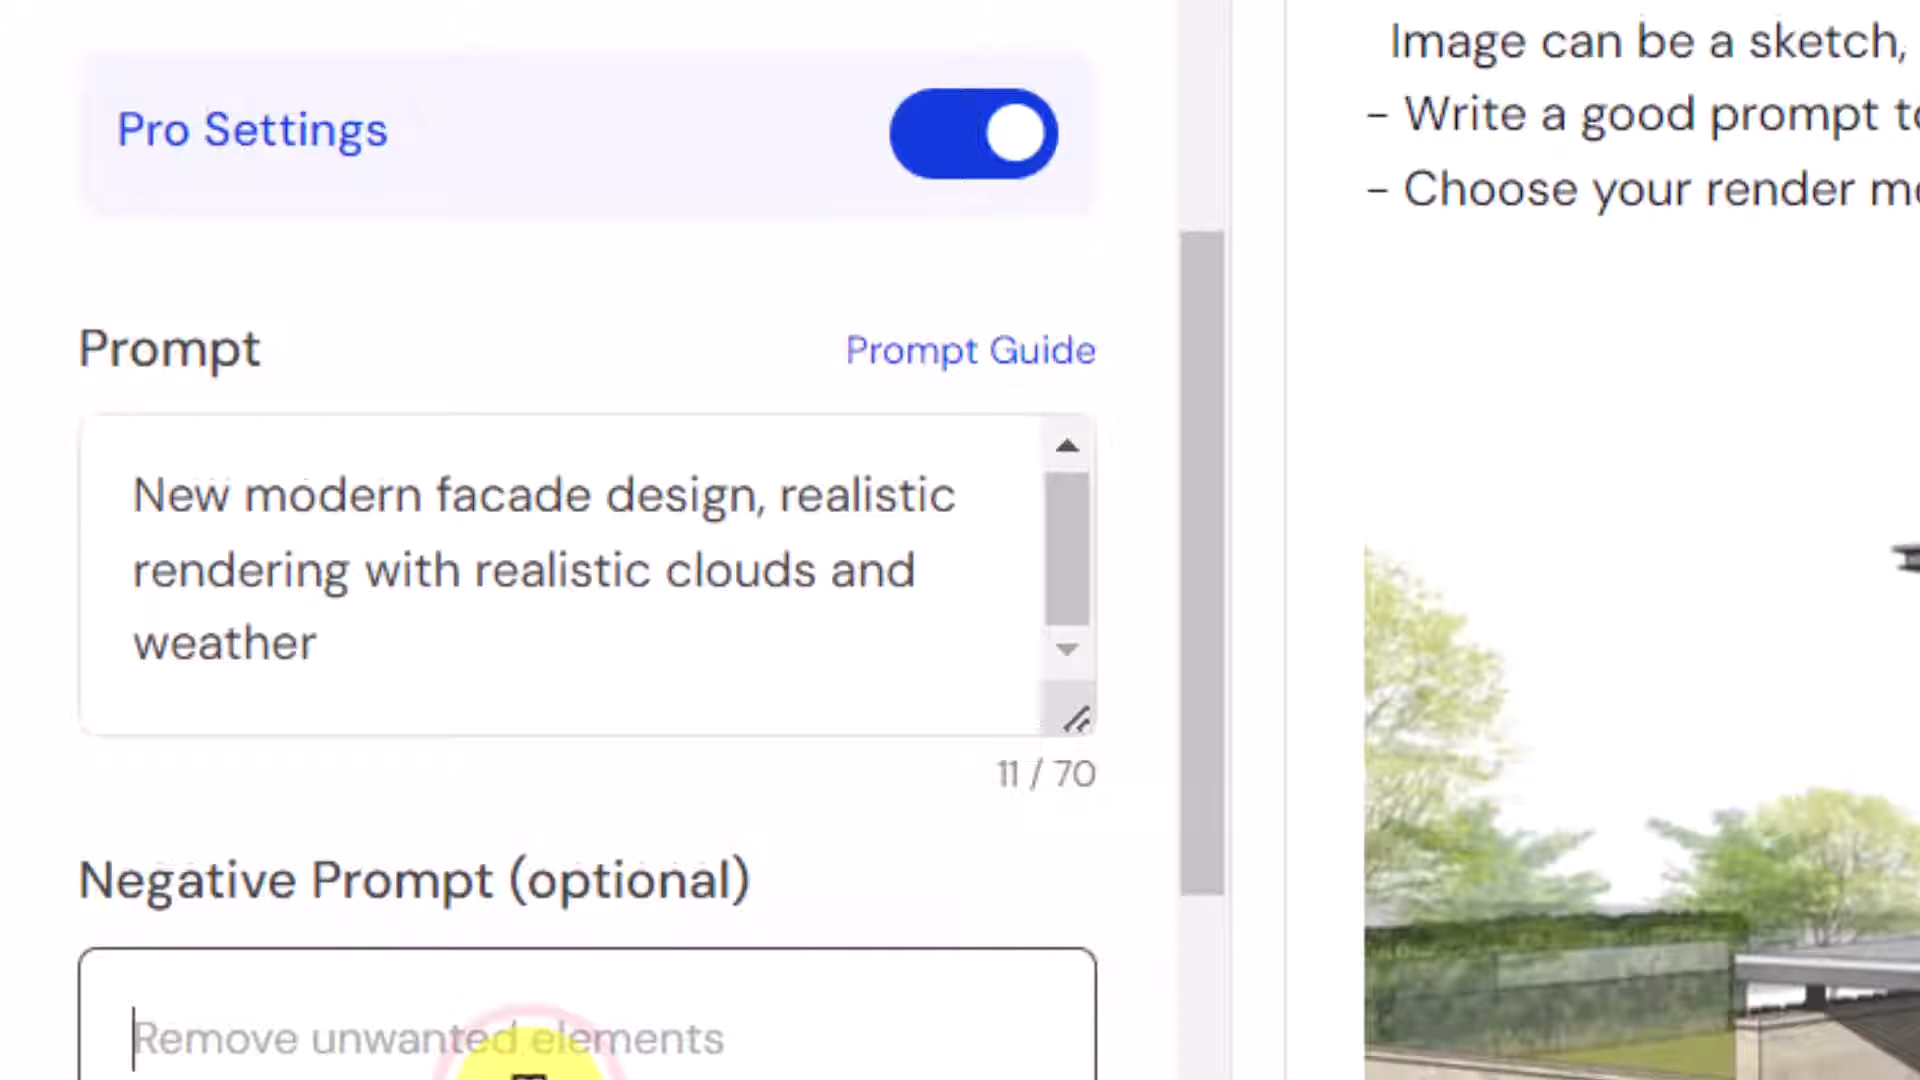 Pro Settings
Prompt
Prompt Guide
New modern facade design, realistic
rendering with realistic clouds and
weather
11 / 70
Negative Prompt (optional)
Remove unwanted elements
Image can be a sketch,
- Write a good prompt to
- Choose your render